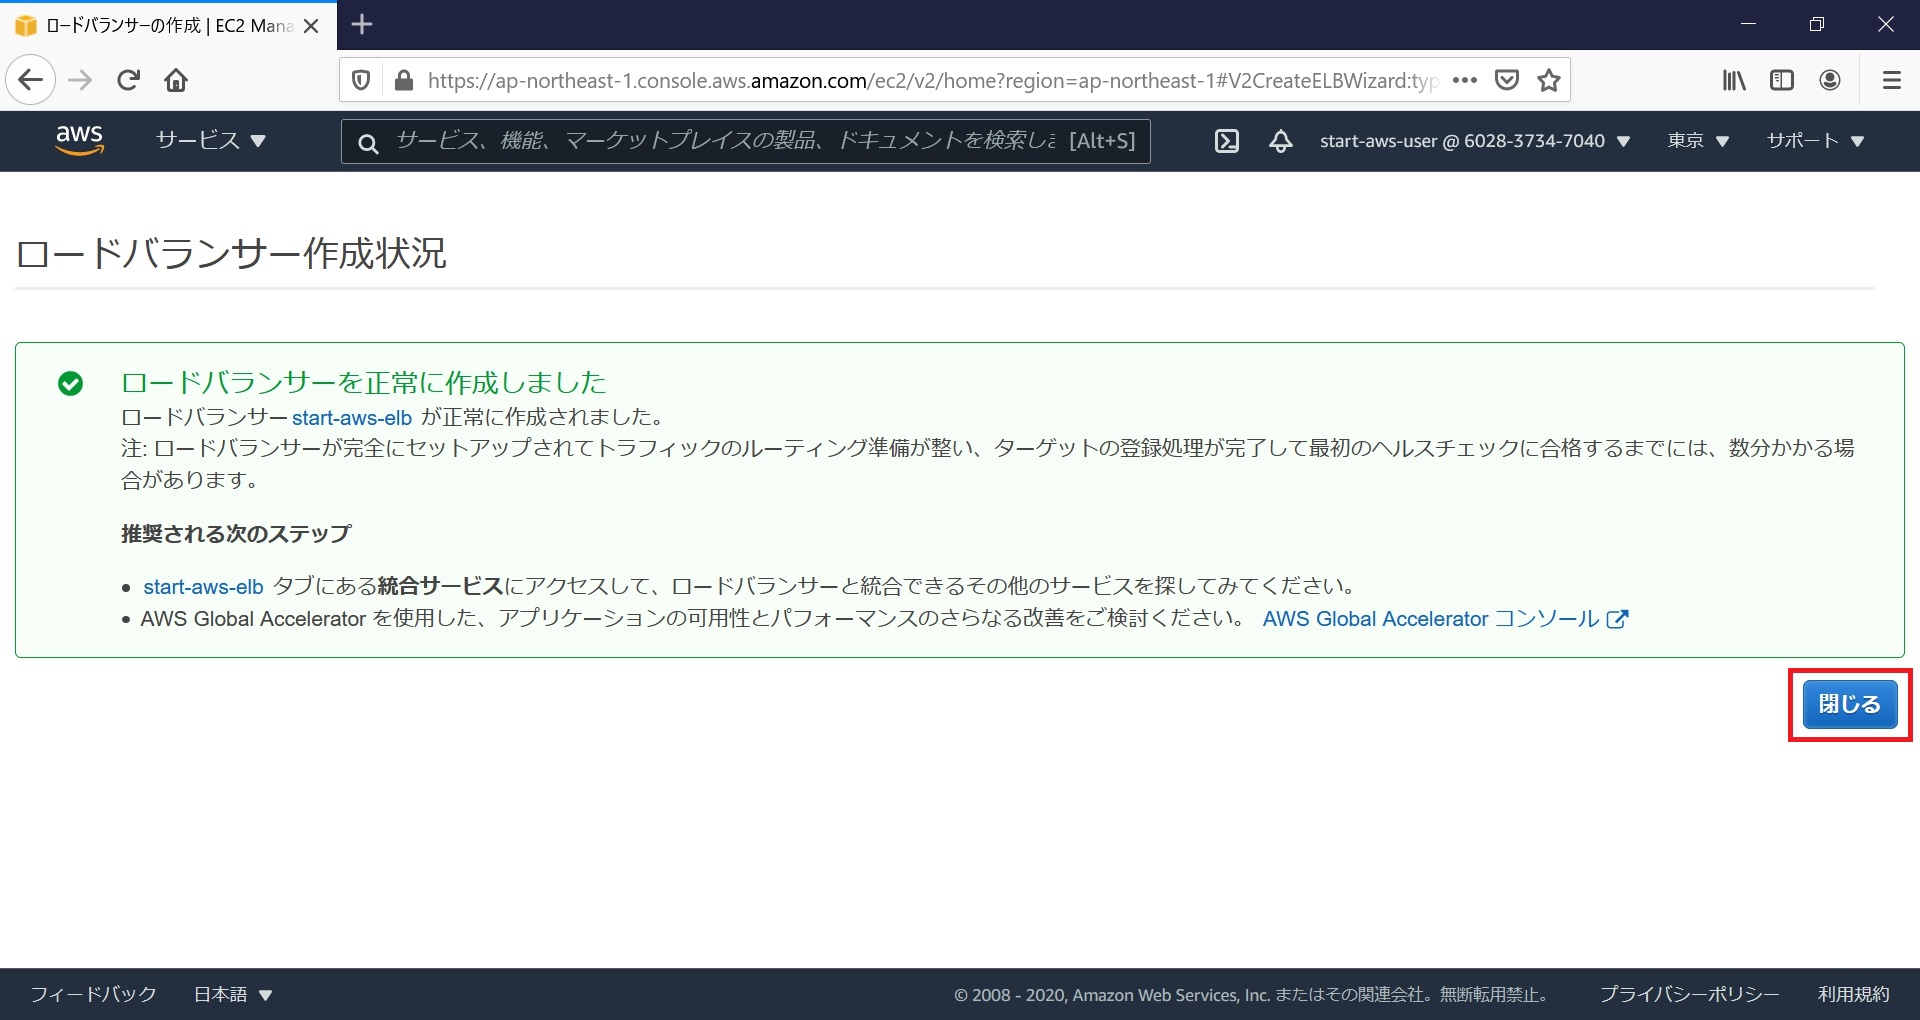 ロードバランサーの作成 | EC2 Mana
https://ap-northeast-1.console.aws.amazon.com/ec2/v2/home?region=ap-northeast-1#V2CreateELBWizard:typ
aws サービス サービス、機能、マーケットプレイスの製品、ドキュメントを検索しま [Alt+S] start-aws-user @ 6028-3734-7040 東京 サポート
ロードバランサー作成状況
ロードバランサーを正常に作成しました
ロードバランサー start-aws-elb が正常に作成されました。
注: ロードバランサーが完全にセットアップされてトラフィックのルーティング準備が整い、ターゲットの登録処理が完了して最初のヘルスチェックに合格するまでには、数分かかる場
合があります。
推奨される次のステップ
• start-aws-elb タブにある統合サービスにアクセスして、ロードバランサーと統合できるその他のサービスを探してみてください。
• AWS Global Accelerator を使用した、アプリケーションの可用性とパフォーマンスのさらなる改善をご検討ください。 AWS Global Accelerator コンソール
閉じる
フィードバック 日本語 © 2008 - 2020, Amazon Web Services, Inc. またはその関連会社。無断転用禁止。 プライバシーポリシー 利用規約